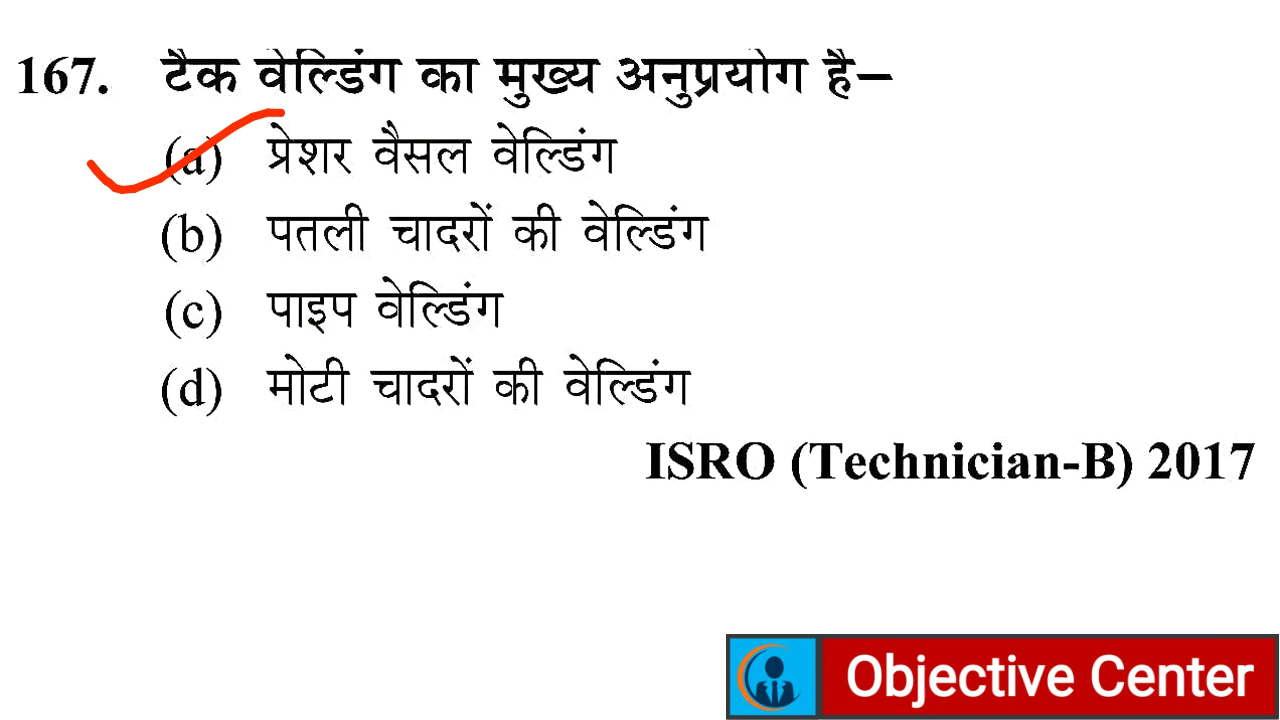 167. टैक वेल्डिंग का मुख्य अनुप्रयोग है–
(a) प्रेशर वैसल वेल्डिंग
(b) पतली चादरों की वेल्डिंग
(c) पाइप वेल्डिंग
(d) मोटी चादरों की वेल्डिंग
ISRO (Technician-B) 2017
Objective Center